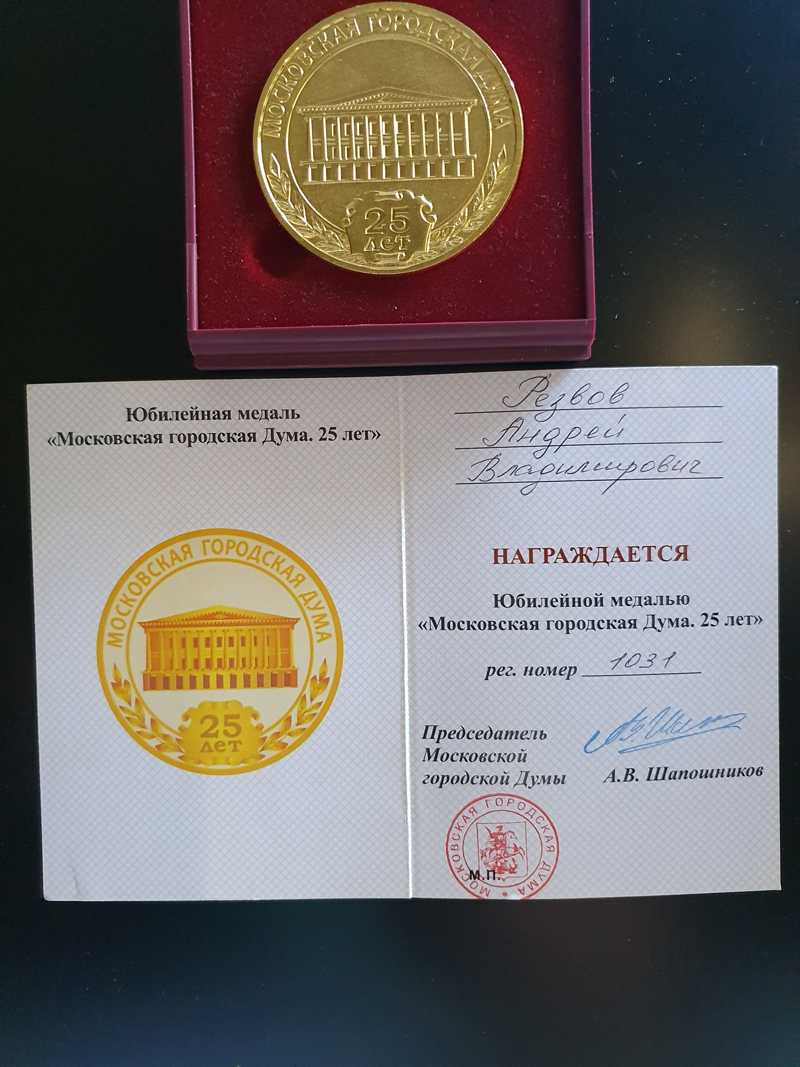 МОСКОВСКАЯ ГОРОДСКАЯ ДУМА
25
ЛЕТ
Юбилейная медаль
«Московская городская Дума. 25 лет»
МОСКОВСКАЯ ГОРОДСКАЯ ДУМА
25
лет
Резвов
Андрей
Владимирович
НАГРАЖДАЕТСЯ
Юбилейной медалью
«Московская городская Дума. 25 лет»
рег. номер 1031
Председатель
Московской
городской Думы
А.В. Шапошников
МОСКОВСКАЯ ГОРОДСКАЯ ДУМА
М.П.